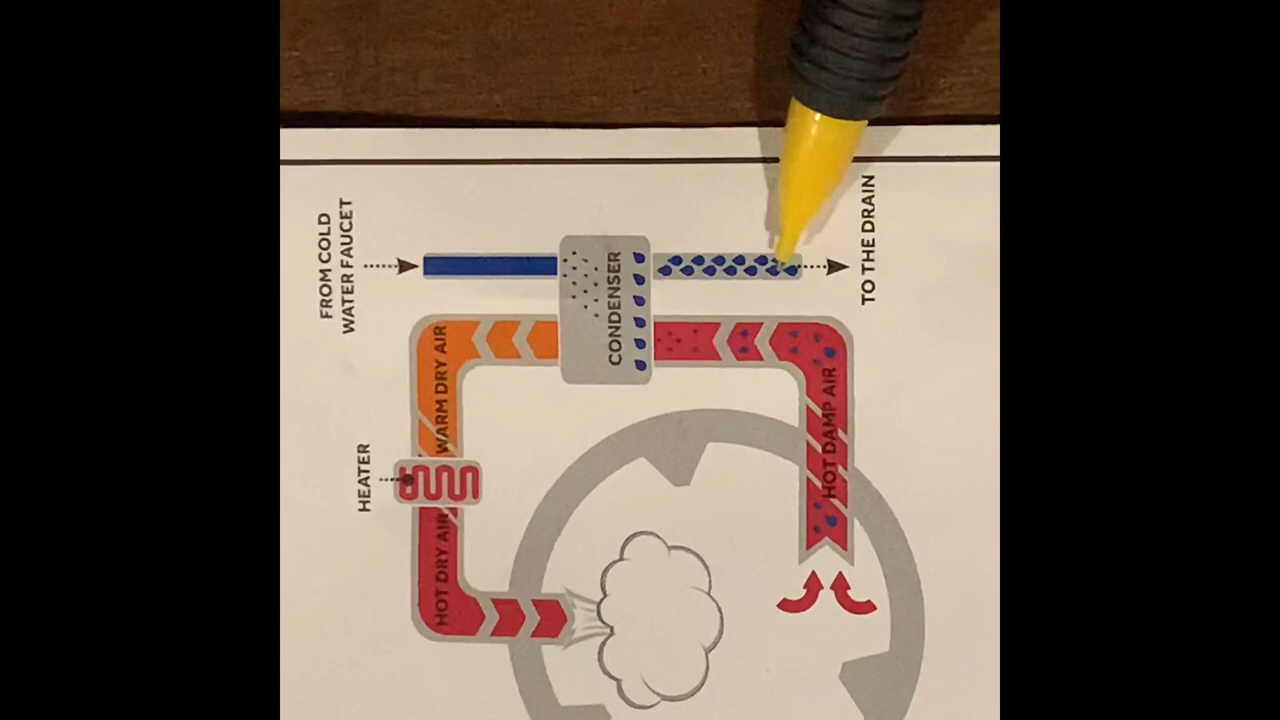 FROM COLD
WATER FAUCET
TO THE DRAIN
CONDENSER
WARM DRY AIR
HOT DAMP AIR
HEATER
HOT DRY AIR